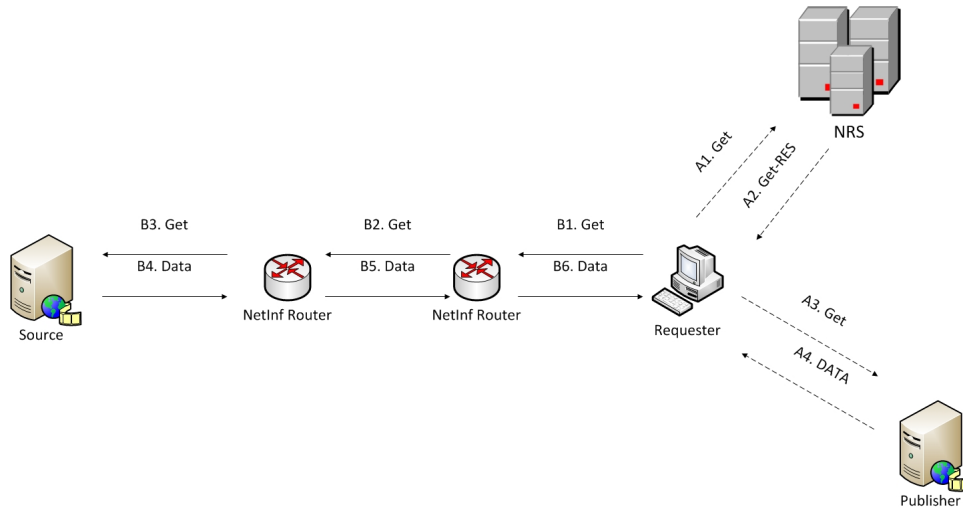 NRS
A1. Get
A2. Get-RES
B3. Get
B2. Get
B1. Get
B4. Data
B5. Data
B6. Data
A3. Get
A4. DATA
Source
NetInf Router
NetInf Router
Requester
Publisher